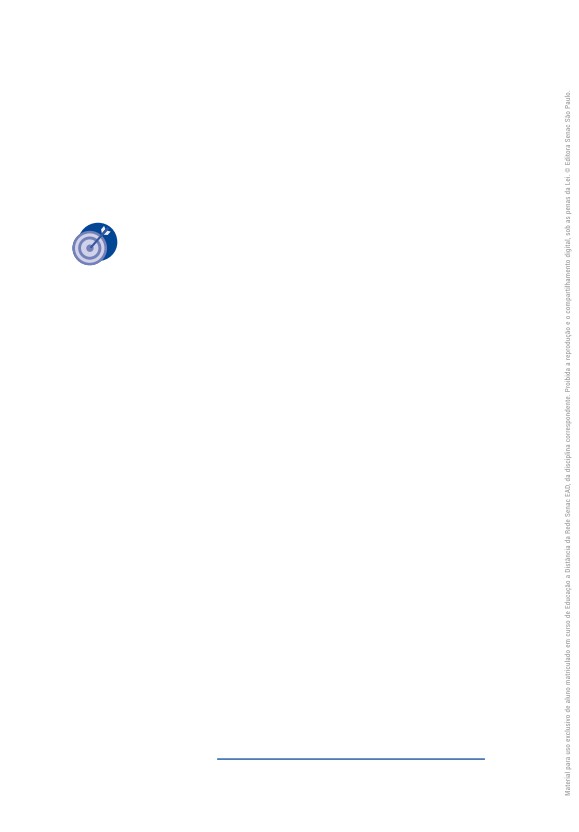 Material para uso exclusivo de aluno matriculado em curso de Educação a Distância da Rede Senac EAD, da disciplina correspondente. Proibida a reprodução e o compartilhamento digital, sob as penas da Lei. © Editora Senac São Paulo.